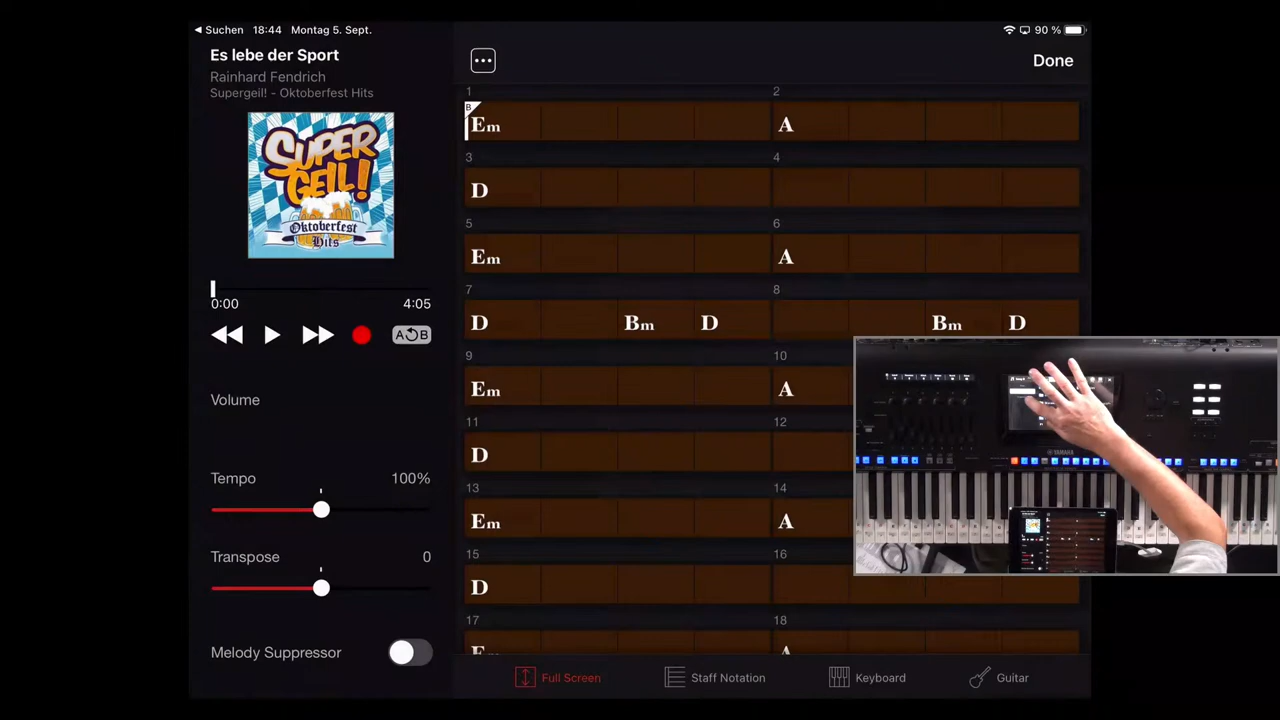 Suchen 18:44 Montag 5. Sept. 90 %
Es lebe der Sport
Rainhard Fendrich
Supergeil! - Oktoberfest Hits
SUPER
GEIL!
Oktoberfest
Hits
0:00 4:05
A B
Volume
Tempo 100%
Transpose 0
Melody Suppressor
Done
1 2
B
Em A
3 4
D
5 6
Em A
7 8
D Bm D Bm D
9 10
Em A
11 12
D
13 14
Em A
15 16
D
17 18
Em A
Full Screen Staff Notation Keyboard Guitar
YAMAHA